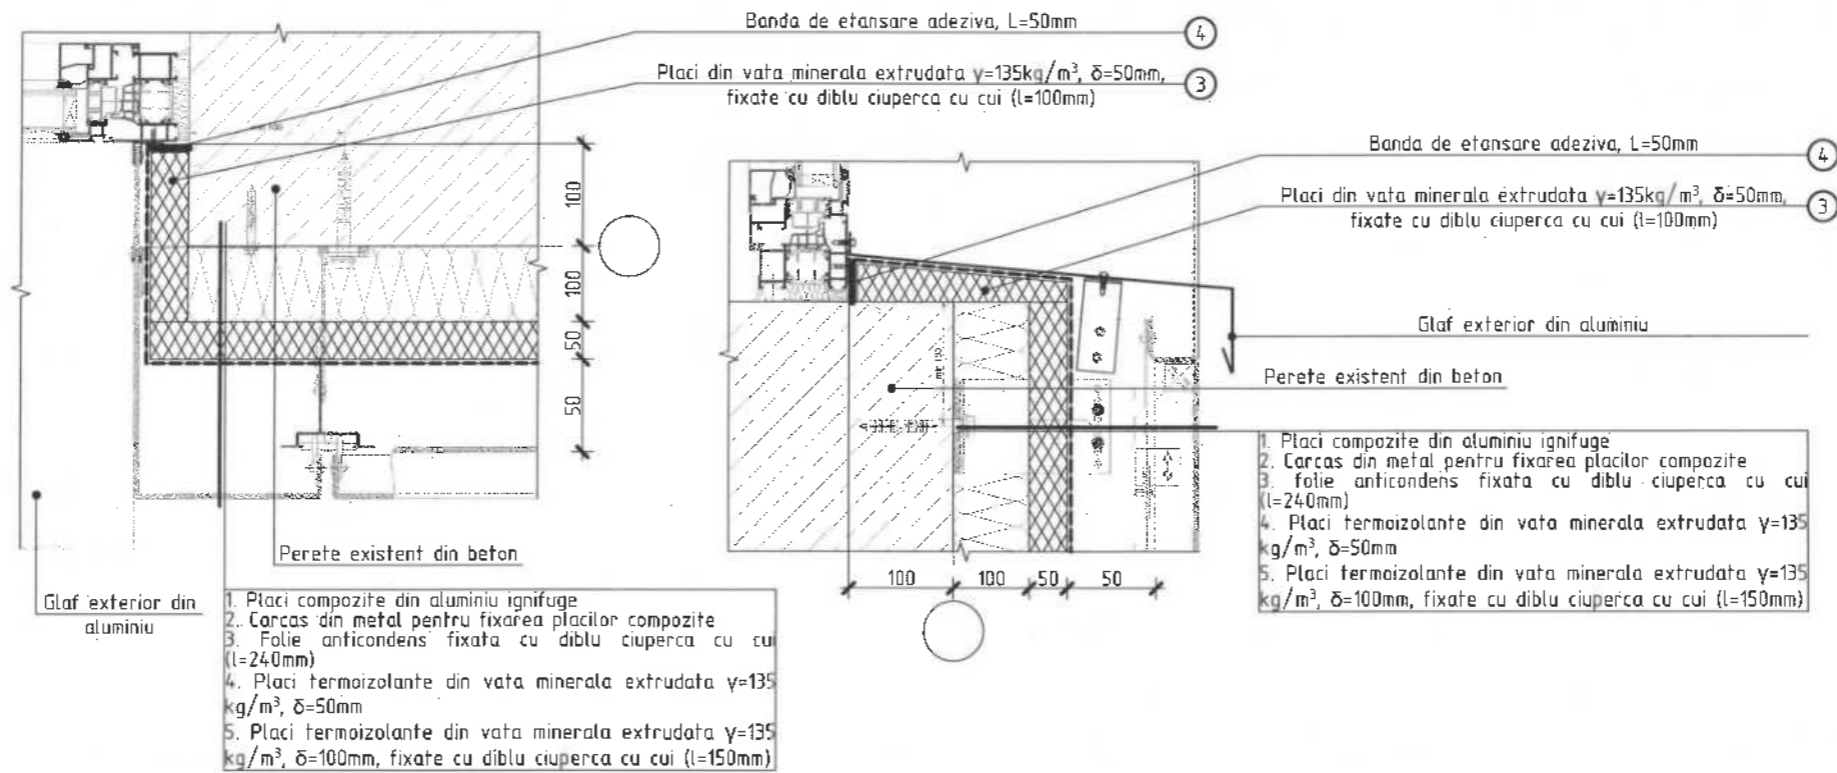 Banda de etansare adeziva, L=50mm
4
Placi din vata minerala extrudata γ=135kg/m³, δ=50mm,
fixate cu diblu ciuperca cu cui (l=100mm)
3
100
100
50
50
Perete existent din beton
Glaf exterior din
aluminiu
1. Placi compozite din aluminiu ignifuge
2. Carcas din metal pentru fixarea placilor compozite
3. Folie anticondens fixata cu diblu ciuperca cu cui
(l=240mm)
4. Placi termoizolante din vata minerala extrudata γ=135
kg/m³, δ=50mm
5. Placi termoizolante din vata minerala extrudata γ=135
kg/m³, δ=100mm, fixate cu diblu ciuperca cu cui (l=150mm)
Banda de etansare adeziva, L=50mm
4
Placi din vata minerala extrudata γ=135kg/m³, δ=50mm,
fixate cu diblu ciuperca cu cui (l=100mm)
3
Glaf exterior din aluminiu
Perete existent din beton
1. Placi compozite din aluminiu ignifuge
2. Carcas din metal pentru fixarea placilor compozite
3. folie anticondens fixata cu diblu ciuperca cu cui
(l=240mm)
4. Placi termoizolante din vata minerala extrudata γ=135
kg/m³, δ=50mm
5. Placi termoizolante din vata minerala extrudata γ=135
kg/m³, δ=100mm, fixate cu diblu ciuperca cu cui (l=150mm)
100
100
50
50